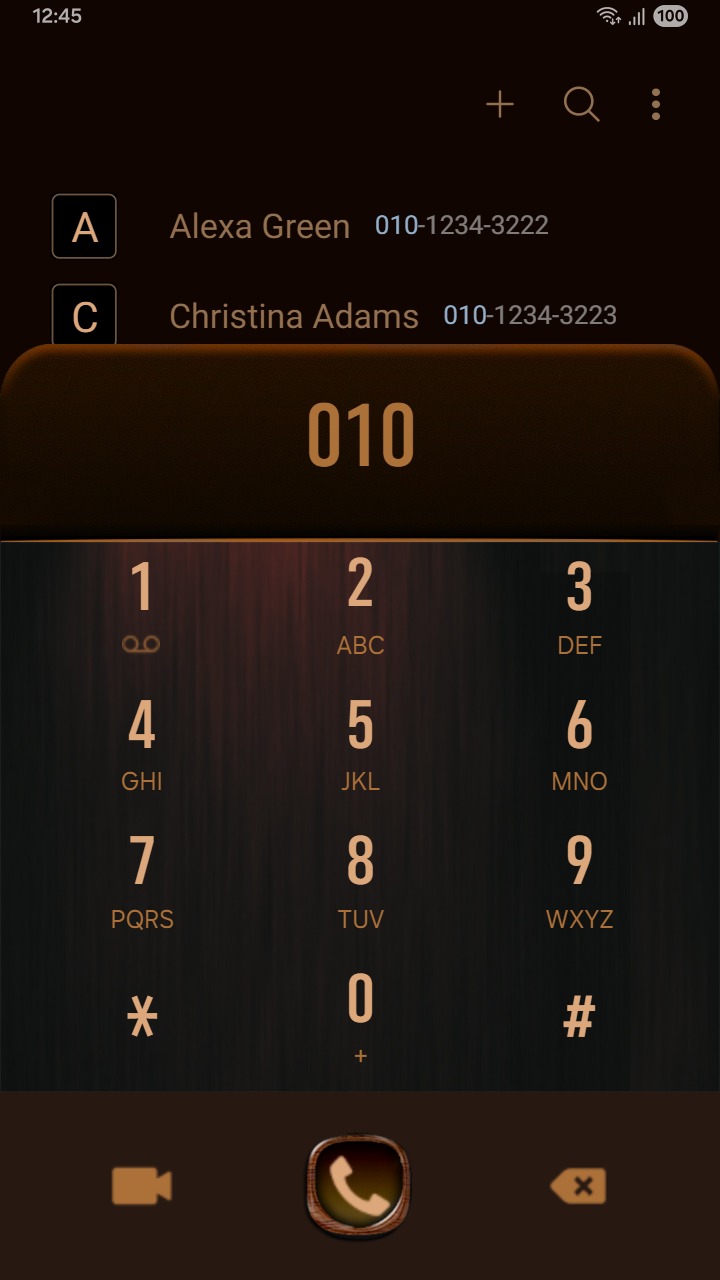 12:45 100
A Alexa Green 010-1234-3222
C Christina Adams 010-1234-3223
010
1 2 3
ABC DEF
4 5 6
GHI JKL MNO
7 8 9
PQRS TUV WXYZ
* 0 #
+